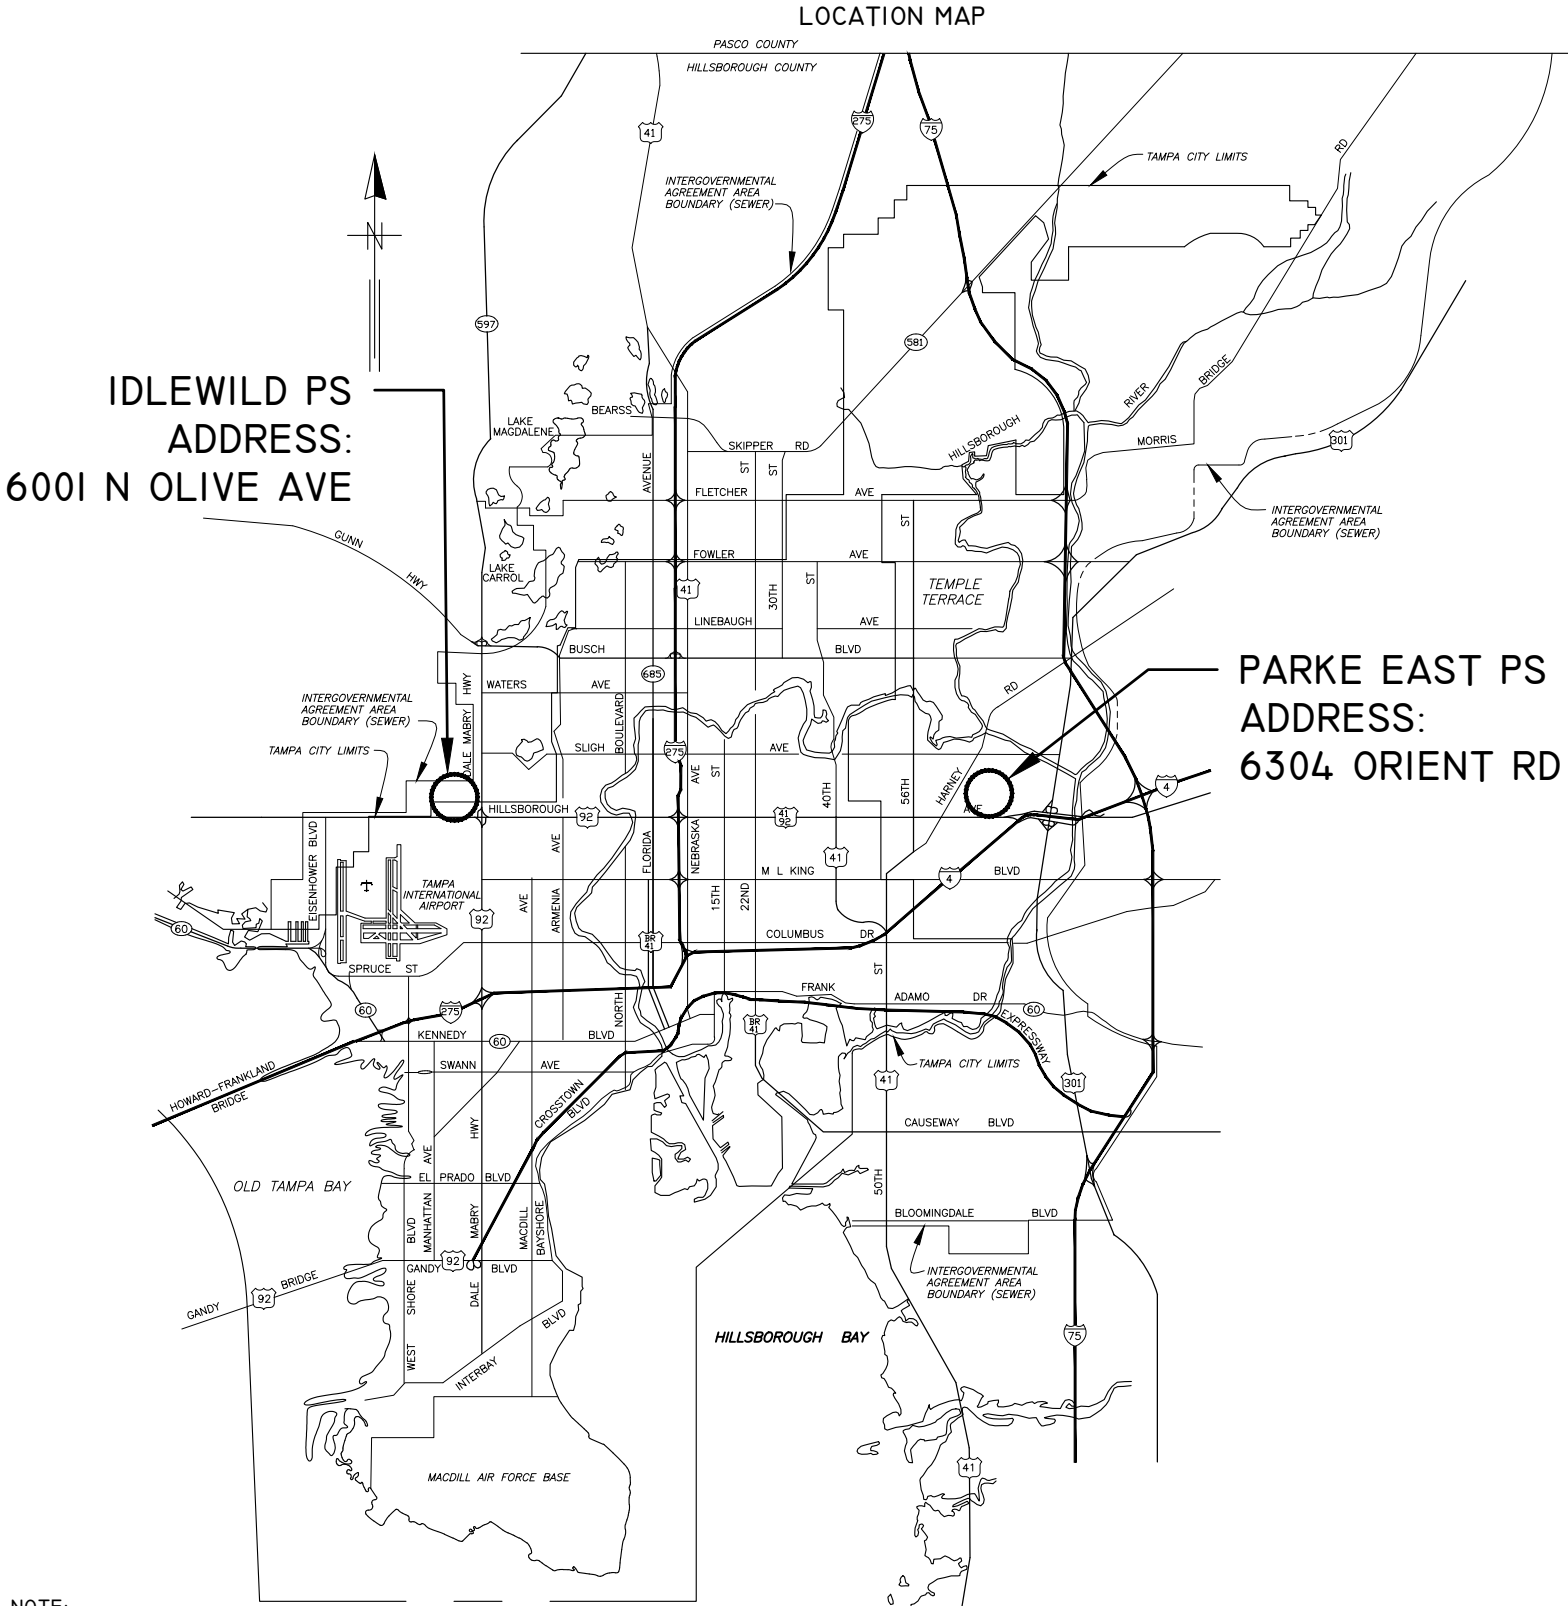 LOCATION MAP
PASCO COUNTY
HILLSBOROUGH COUNTY
275
75
41
TAMPA CITY LIMITS
RD
INTERGOVERNMENTAL
AGREEMENT AREA
BOUNDARY (SEWER)
N
597
581
IDLEWILD PS
ADDRESS:
6001 N OLIVE AVE
BRIDGE
RIVER
BEARSS
LAKE
MAGDALENE
HILLSBOROUGH
SKIPPER RD
MORRIS
301
AVENUE
ST
ST
FLETCHER AVE
INTERGOVERNMENTAL
AGREEMENT AREA
BOUNDARY (SEWER)
GUNN
HWY
ST
FOWLER AVE
LAKE
CARROL
41
30TH
ST
TEMPLE
TERRACE
LINEBAUGH AVE
BUSCH BLVD
685
WATERS AVE
HWY
RD
PARKE EAST PS
ADDRESS:
6304 ORIENT RD
INTERGOVERNMENTAL
AGREEMENT AREA
BOUNDARY (SEWER)
TAMPA CITY LIMITS
DALE MABRY
BOULEVARD
SLIGH AVE
275
AVE
ST
40TH
56TH
HARNEY
4
HILLSBOROUGH
92
41
92
AVE
EISENHOWER BLVD
AVE
FLORIDA
NEBRASKA
41
M L KING BLVD
4
TAMPA
INTERNATIONAL
AIRPORT
AVE
ARMENIA
15TH
22ND
92
60
BR
41
COLUMBUS DR
SPRUCE ST
ST
FRANK
ADAMO DR
60
60
275
NORTH
KENNEDY
60
BLVD
BR
41
EXPRESSWAY
TAMPA CITY LIMITS
SWANN AVE
HOWARD-FRANKLAND
BRIDGE
41
301
CROSSTOWN
BLVD
HWY
CAUSEWAY BLVD
AVE
EL PRADO BLVD
OLD TAMPA BAY
50TH
MANHATTAN
BLVD
MABRY
MACDILL
BAYSHORE
BLOOMINGDALE BLVD
92
GANDY BLVD
INTERGOVERNMENTAL
AGREEMENT AREA
BOUNDARY (SEWER)
GANDY
92
BRIDGE
SHORE
DALE
BLVD
HILLSBOROUGH BAY
75
WEST
INTERBAY
MACDILL AIR FORCE BASE
41
NOTE: